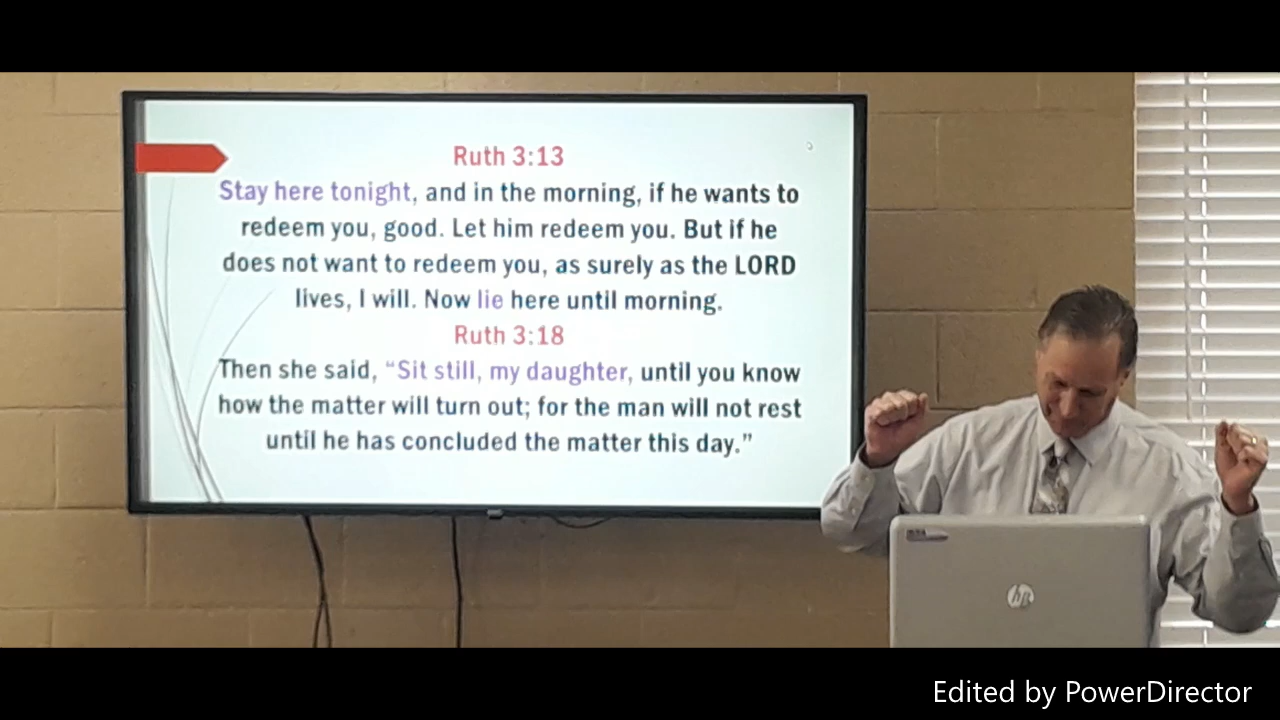 Ruth 3:13
Stay here tonight, and in the morning, if he wants to
redeem you, good. Let him redeem you. But if he
does not want to redeem you, as surely as the LORD
lives, I will. Now lie here until morning.
Ruth 3:18
Then she said, “Sit still, my daughter, until you know
how the matter will turn out; for the man will not rest
until he has concluded the matter this day.”
hp
Edited by PowerDirector